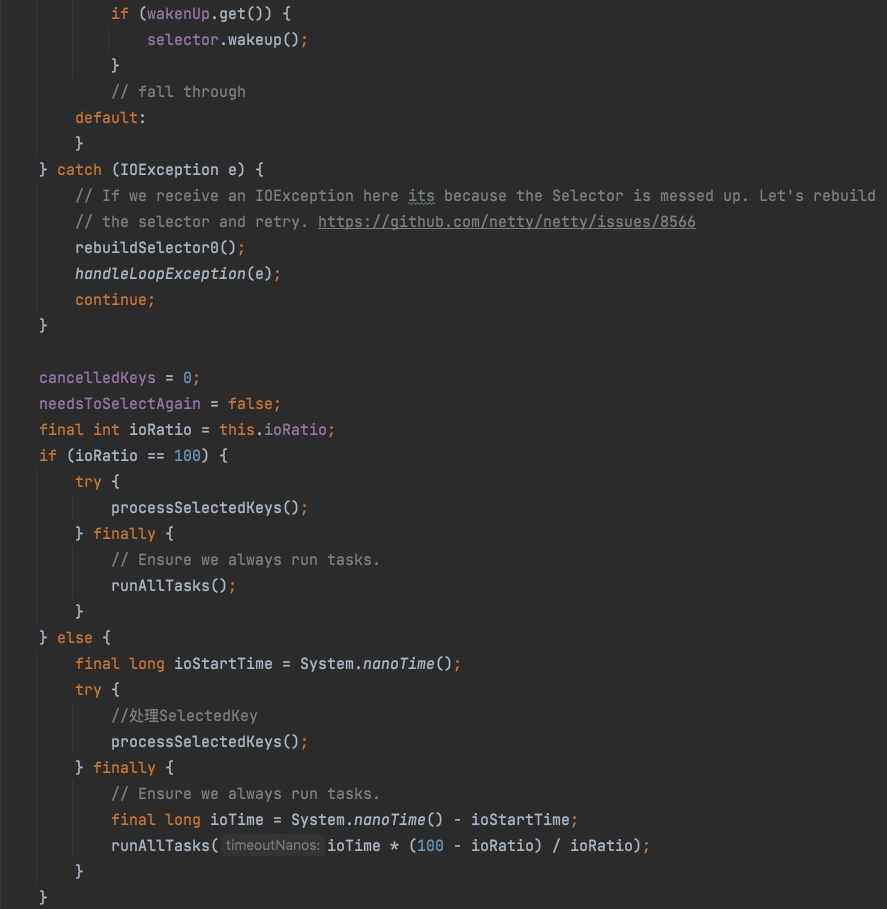 if (wakenUp.get()) {
selector.wakeup();
}
// fall through
default:
}
} catch (IOException e) {
// If we receive an IOException here its because the Selector is messed up. Let's rebuild
// the selector and retry. https://github.com/netty/netty/issues/8566
rebuildSelector0();
handleLoopException(e);
continue;
}
cancelledKeys = 0;
needsToSelectAgain = false;
final int ioRatio = this.ioRatio;
if (ioRatio == 100) {
try {
processSelectedKeys();
} finally {
// Ensure we always run tasks.
runAllTasks();
}
} else {
final long ioStartTime = System.nanoTime();
try {
//处理SelectedKey
processSelectedKeys();
} finally {
// Ensure we always run tasks.
final long ioTime = System.nanoTime() - ioStartTime;
runAllTasks( timeoutNanos: ioTime * (100 - ioRatio) / ioRatio);
}
}